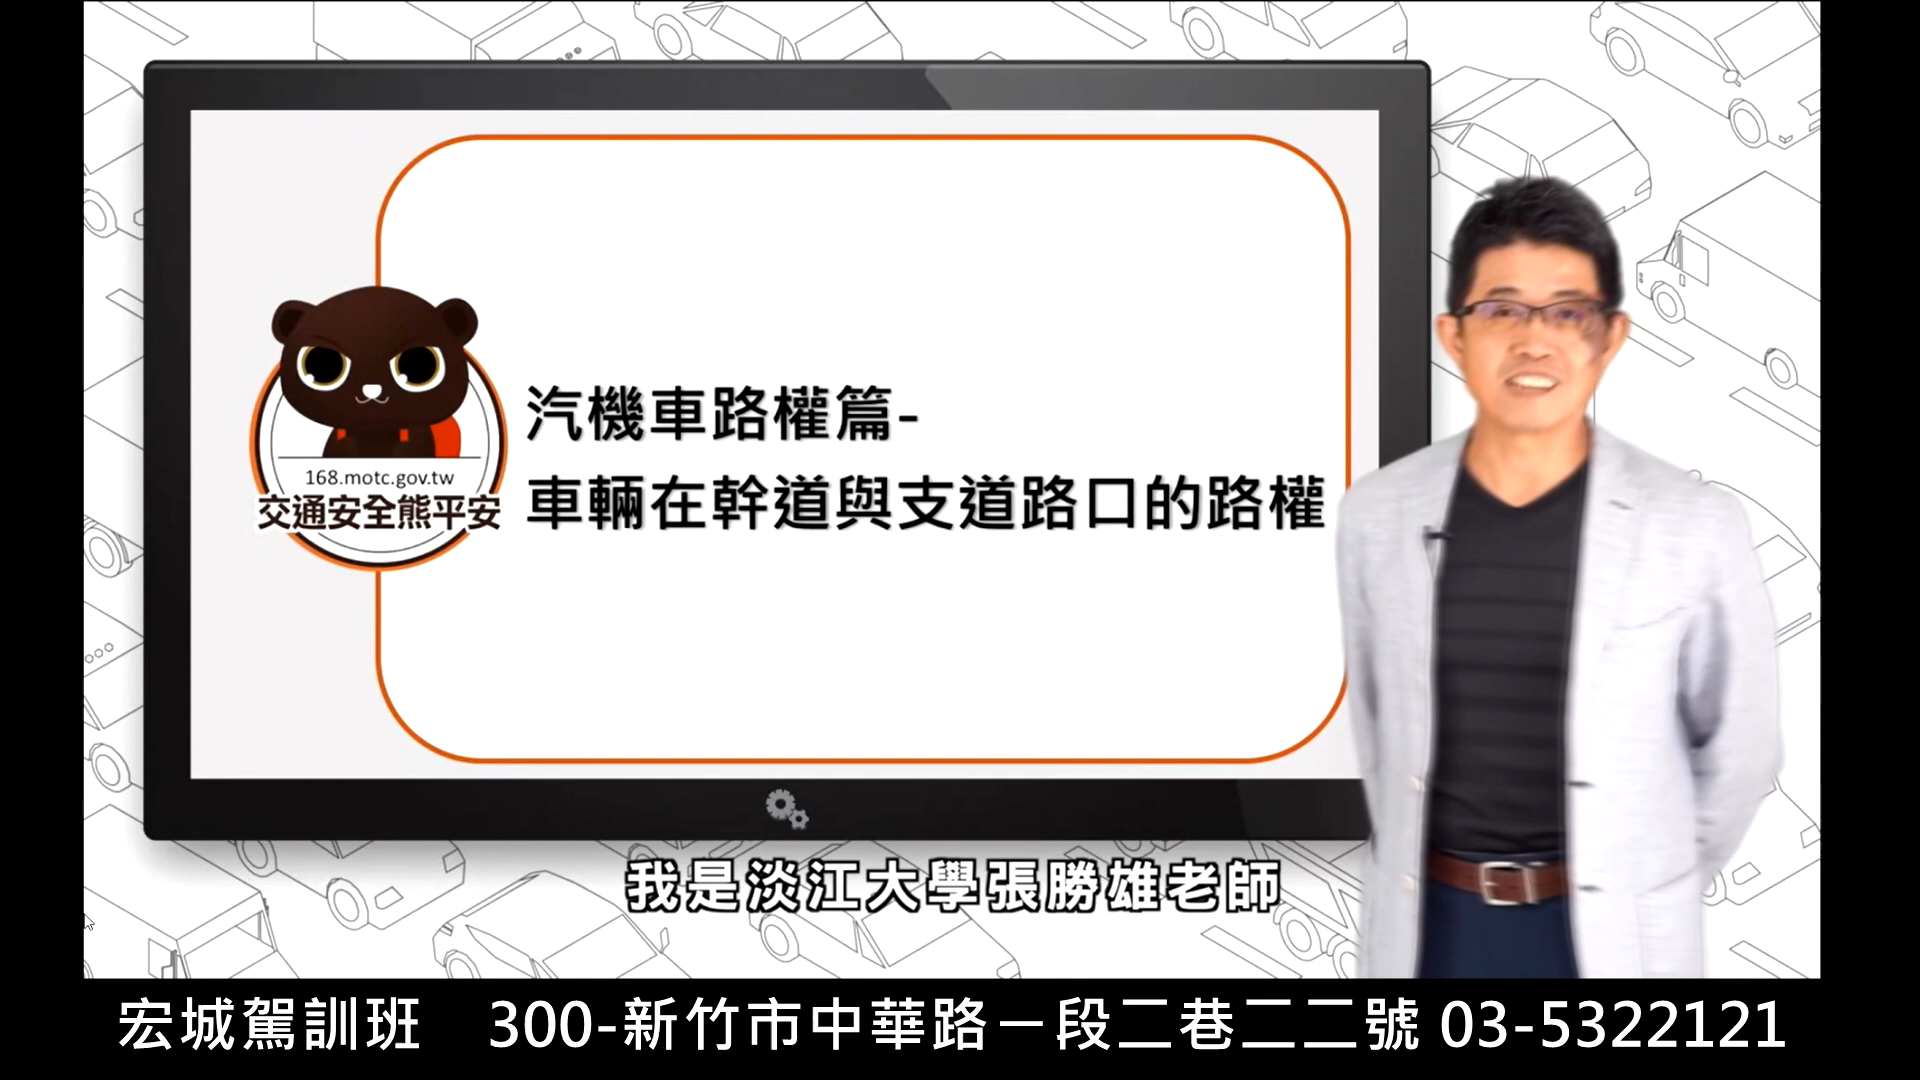 汽機車路權篇-
車輛在幹道與支道路口的路權
168.motc.gov.tw
交通安全熊平安
我是淡江大學張勝雄老師
宏城駕訓班 300-新竹市中華路一段二巷二二號 03-5322121